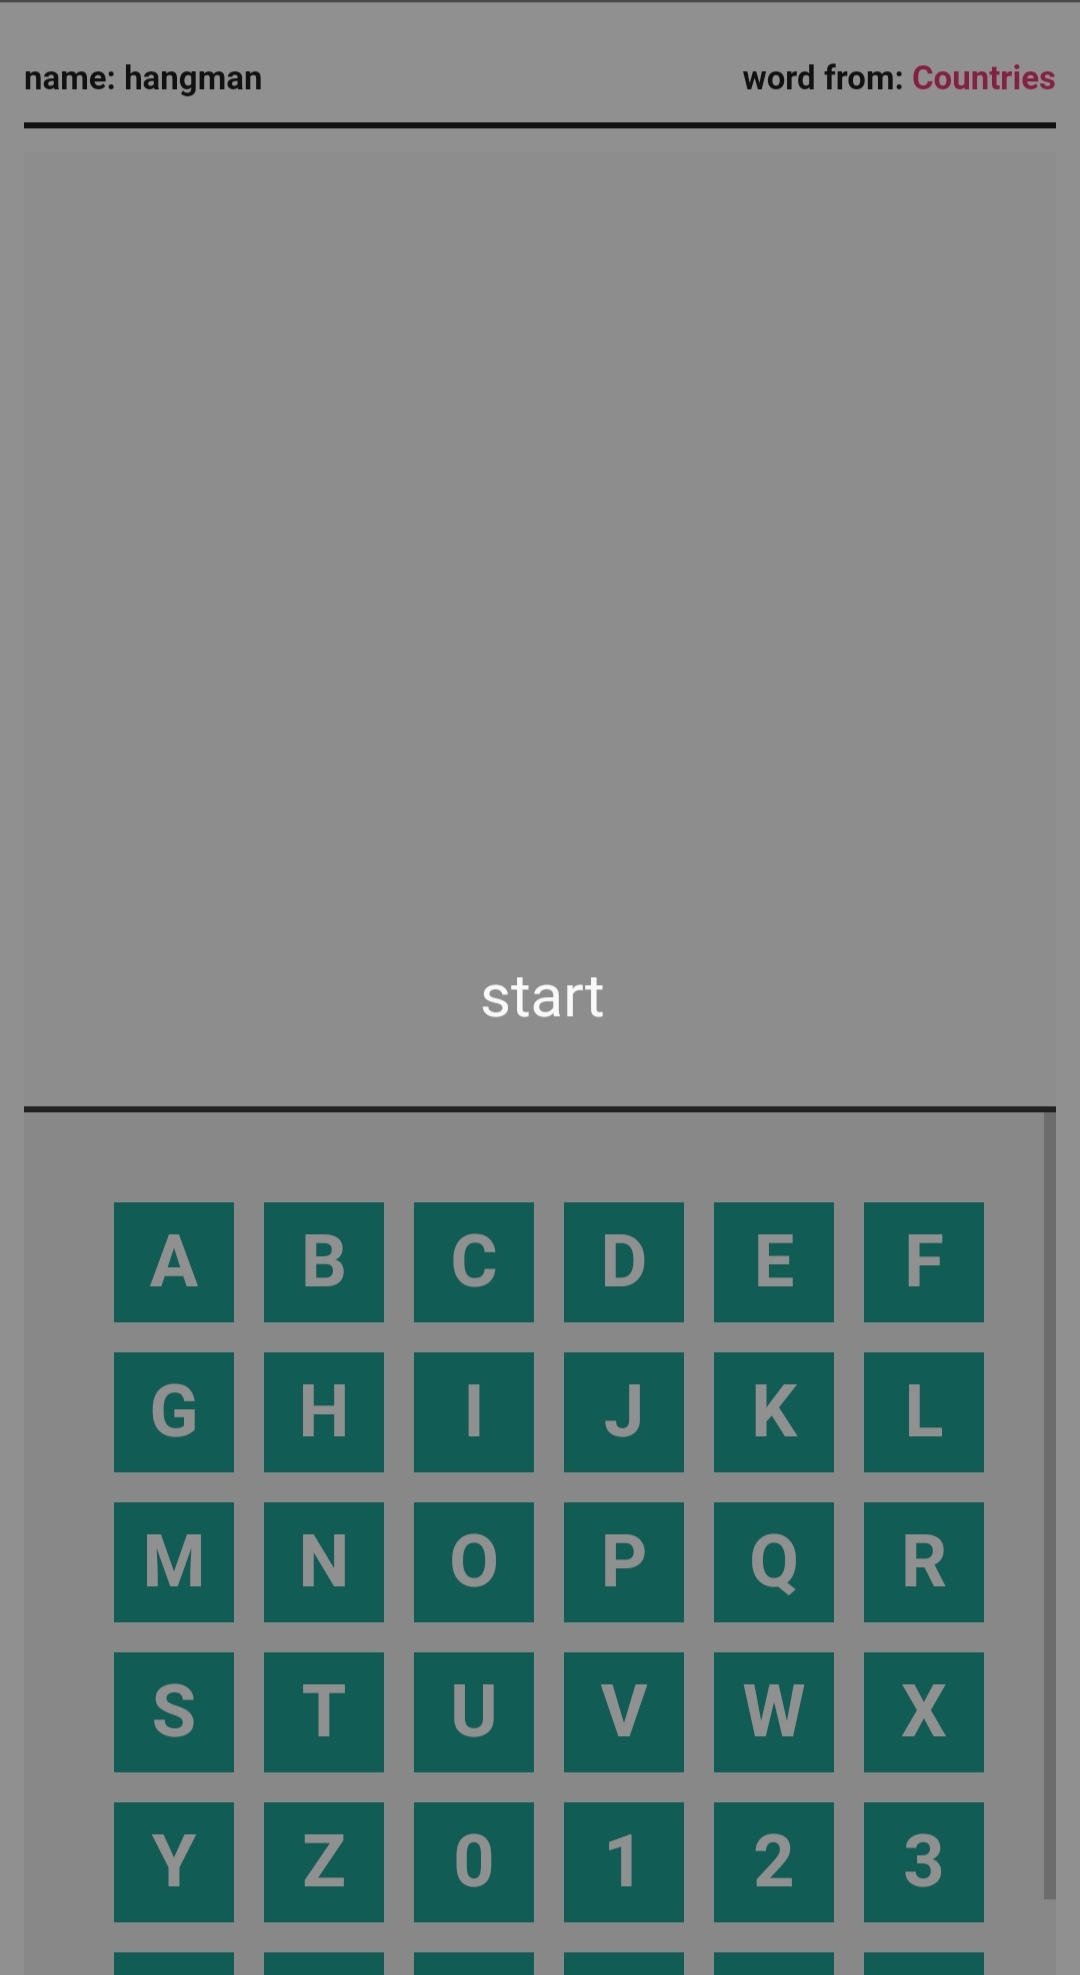 name: hangman word from: Countries
start
A B C D E F
G H I J K L
M N O P Q R
S T U V W X
Y Z 0 1 2 3